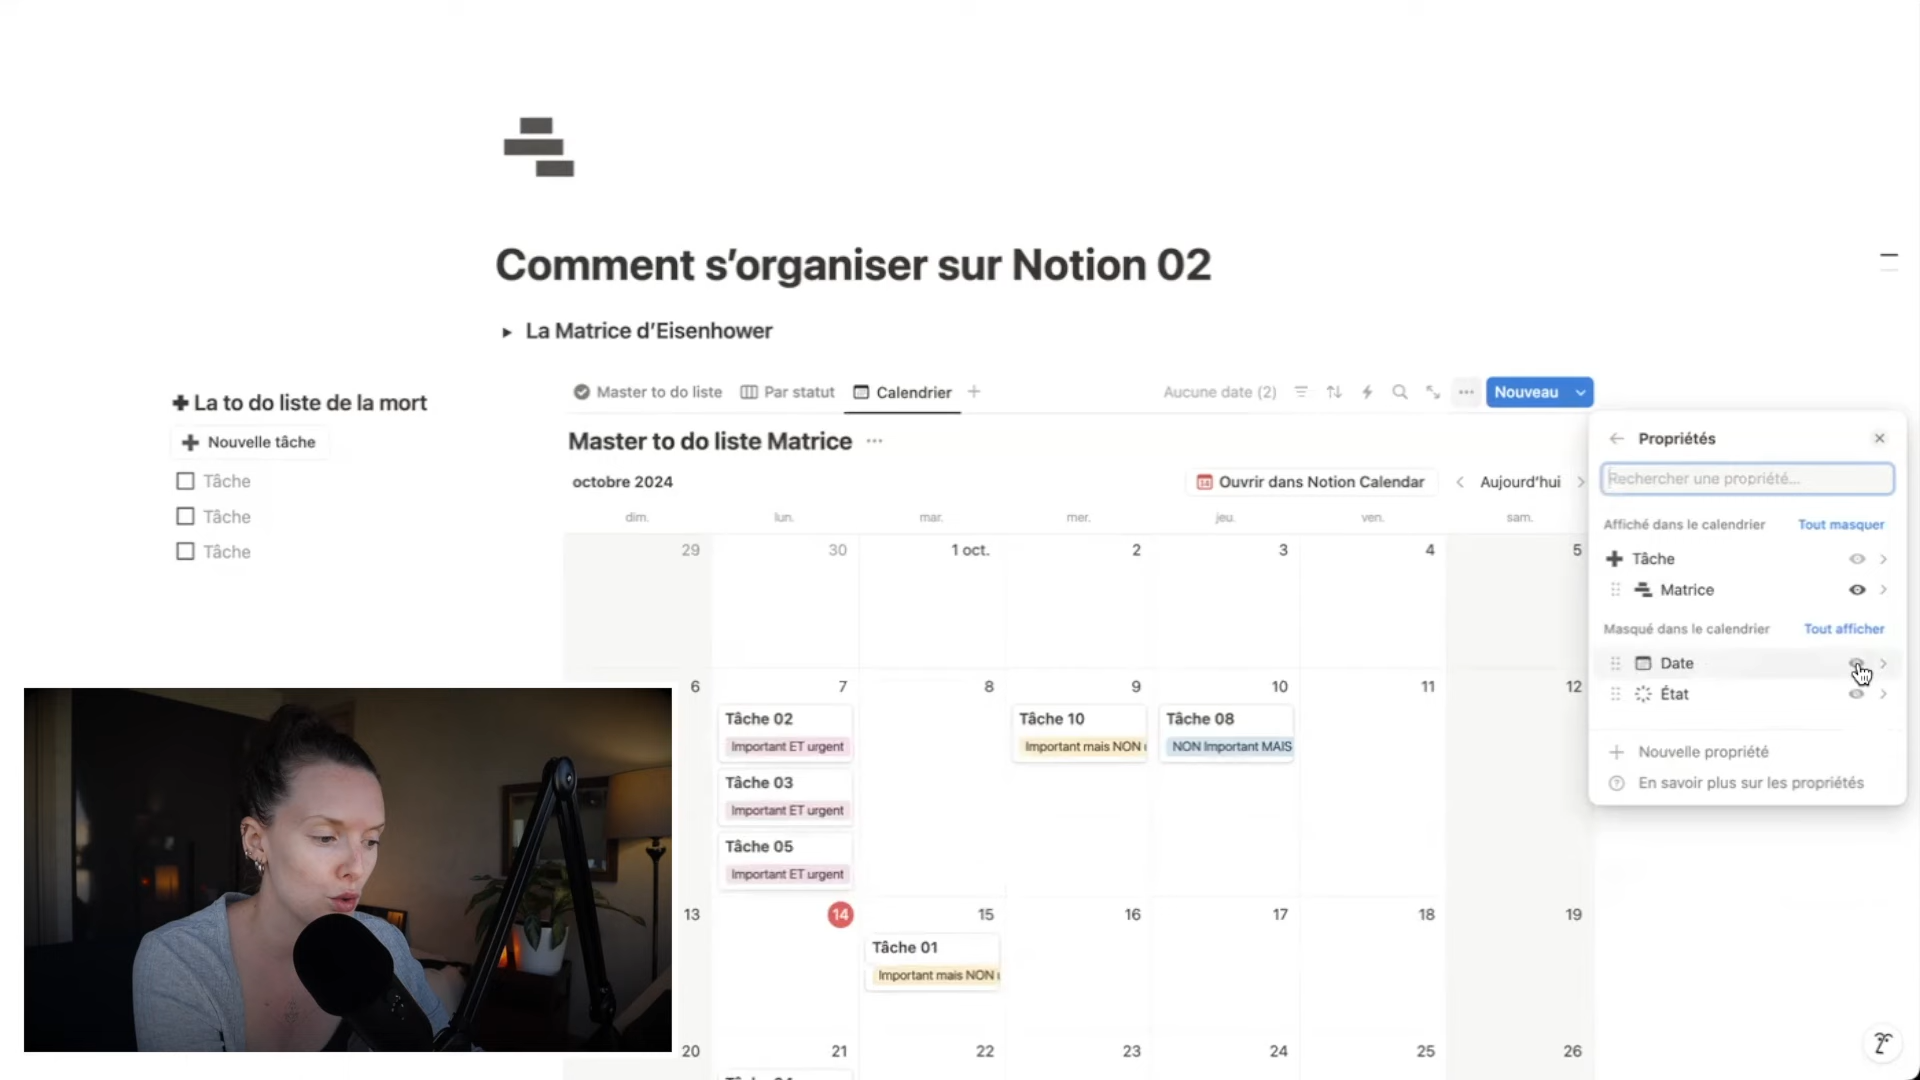 Comment s'organiser sur Notion 02
La Matrice d'Eisenhower
La to do liste de la mort
Nouvelle tâche
Tâche
Tâche
Tâche
Master to do liste Par statut Calendrier
Aucune date (2)
Nouveau
Master to do liste Matrice
octobre 2024
Ouvrir dans Notion Calendar
Aujourd'hui
dim. lun. mar. mer. jeu. ven. sam.
29 30 1 oct. 2 3 4 5
6 7 8 9 10 11 12
Tâche 02
Important ET urgent
Tâche 03
Important ET urgent
Tâche 05
Important ET urgent
Tâche 10
Important mais NON
Tâche 08
NON Important MAIS
13 14 15 16 17 18 19
Tâche 01
Important mais NON
20 21 22 23 24 25 26
Propriétés
Rechercher une propriété...
Affiché dans le calendrier Tout masquer
Tâche
Matrice
Masqué dans le calendrier Tout afficher
Date
État
Nouvelle propriété
En savoir plus sur les propriétés